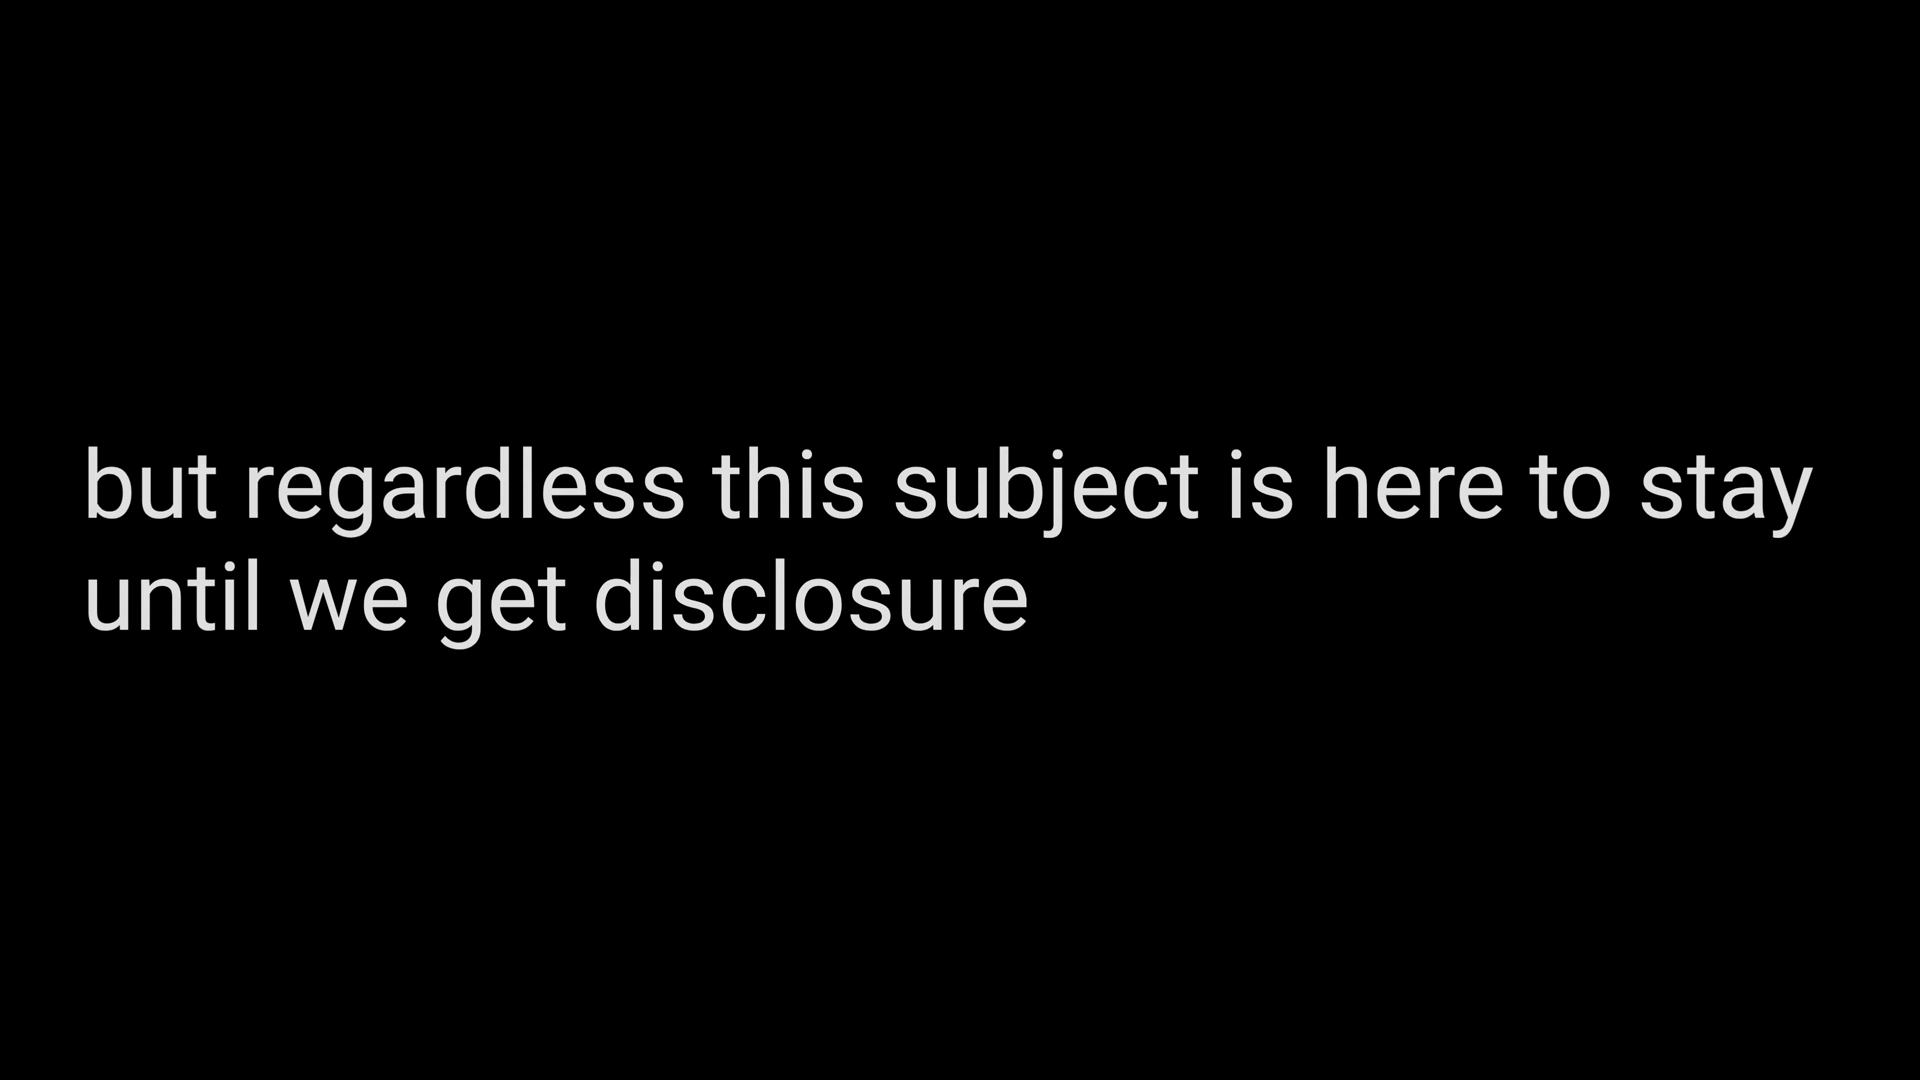 but regardless this subject is here to stay
until we get disclosure